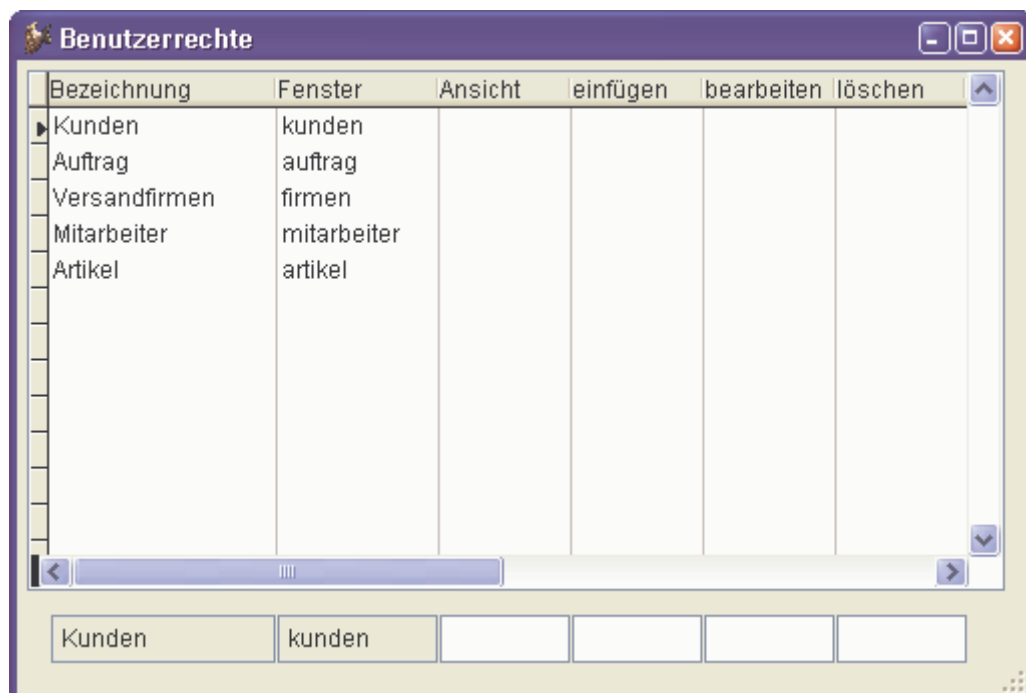 Benutzerrechte
Bezeichnung Fenster Ansicht einfügen bearbeiten löschen
Kunden kunden
Auftrag auftrag
Versandfirmen firmen
Mitarbeiter mitarbeiter
Artikel artikel
Kunden kunden